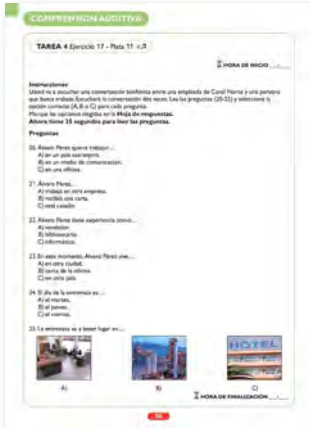 COMPRENSIÓN AUDITIVA
TAREA 4 Ejercicio 17 - Pista 11
HORA DE INICIO
Instrucciones
Usted va a escuchar una conversación telefónica entre una empleada de Canal Norte y una persona
que busca trabajo. Escuchará la conversación dos veces. Lea las preguntas (20-25) y seleccione la
opción correcta (A, B o C) para cada pregunta.
Marque las opciones elegidas en la Hoja de respuestas.
Ahora tiene 25 segundos para leer las preguntas.
Preguntas
20. Álvaro Pérez quiere trabajar...
A) en un país extranjero.
B) en un medio de comunicación.
C) en una oficina.
21. Álvaro Pérez...
A) trabaja en otra empresa.
B) recibió una carta.
C) está casado.
22. Álvaro Pérez tiene experiencia como...
A) vendedor.
B) bibliotecario.
C) informático.
23. En este momento, Álvaro Pérez vive...
A) en otra ciudad.
B) cerca de la oficina.
C) en otro país.
24. El día de la entrevista es...
A) el martes.
B) el jueves.
C) el viernes.
25. La entrevista va a tener lugar en...
HOTEL
A)
B)
C)
HORA DE FINALIZACIÓN